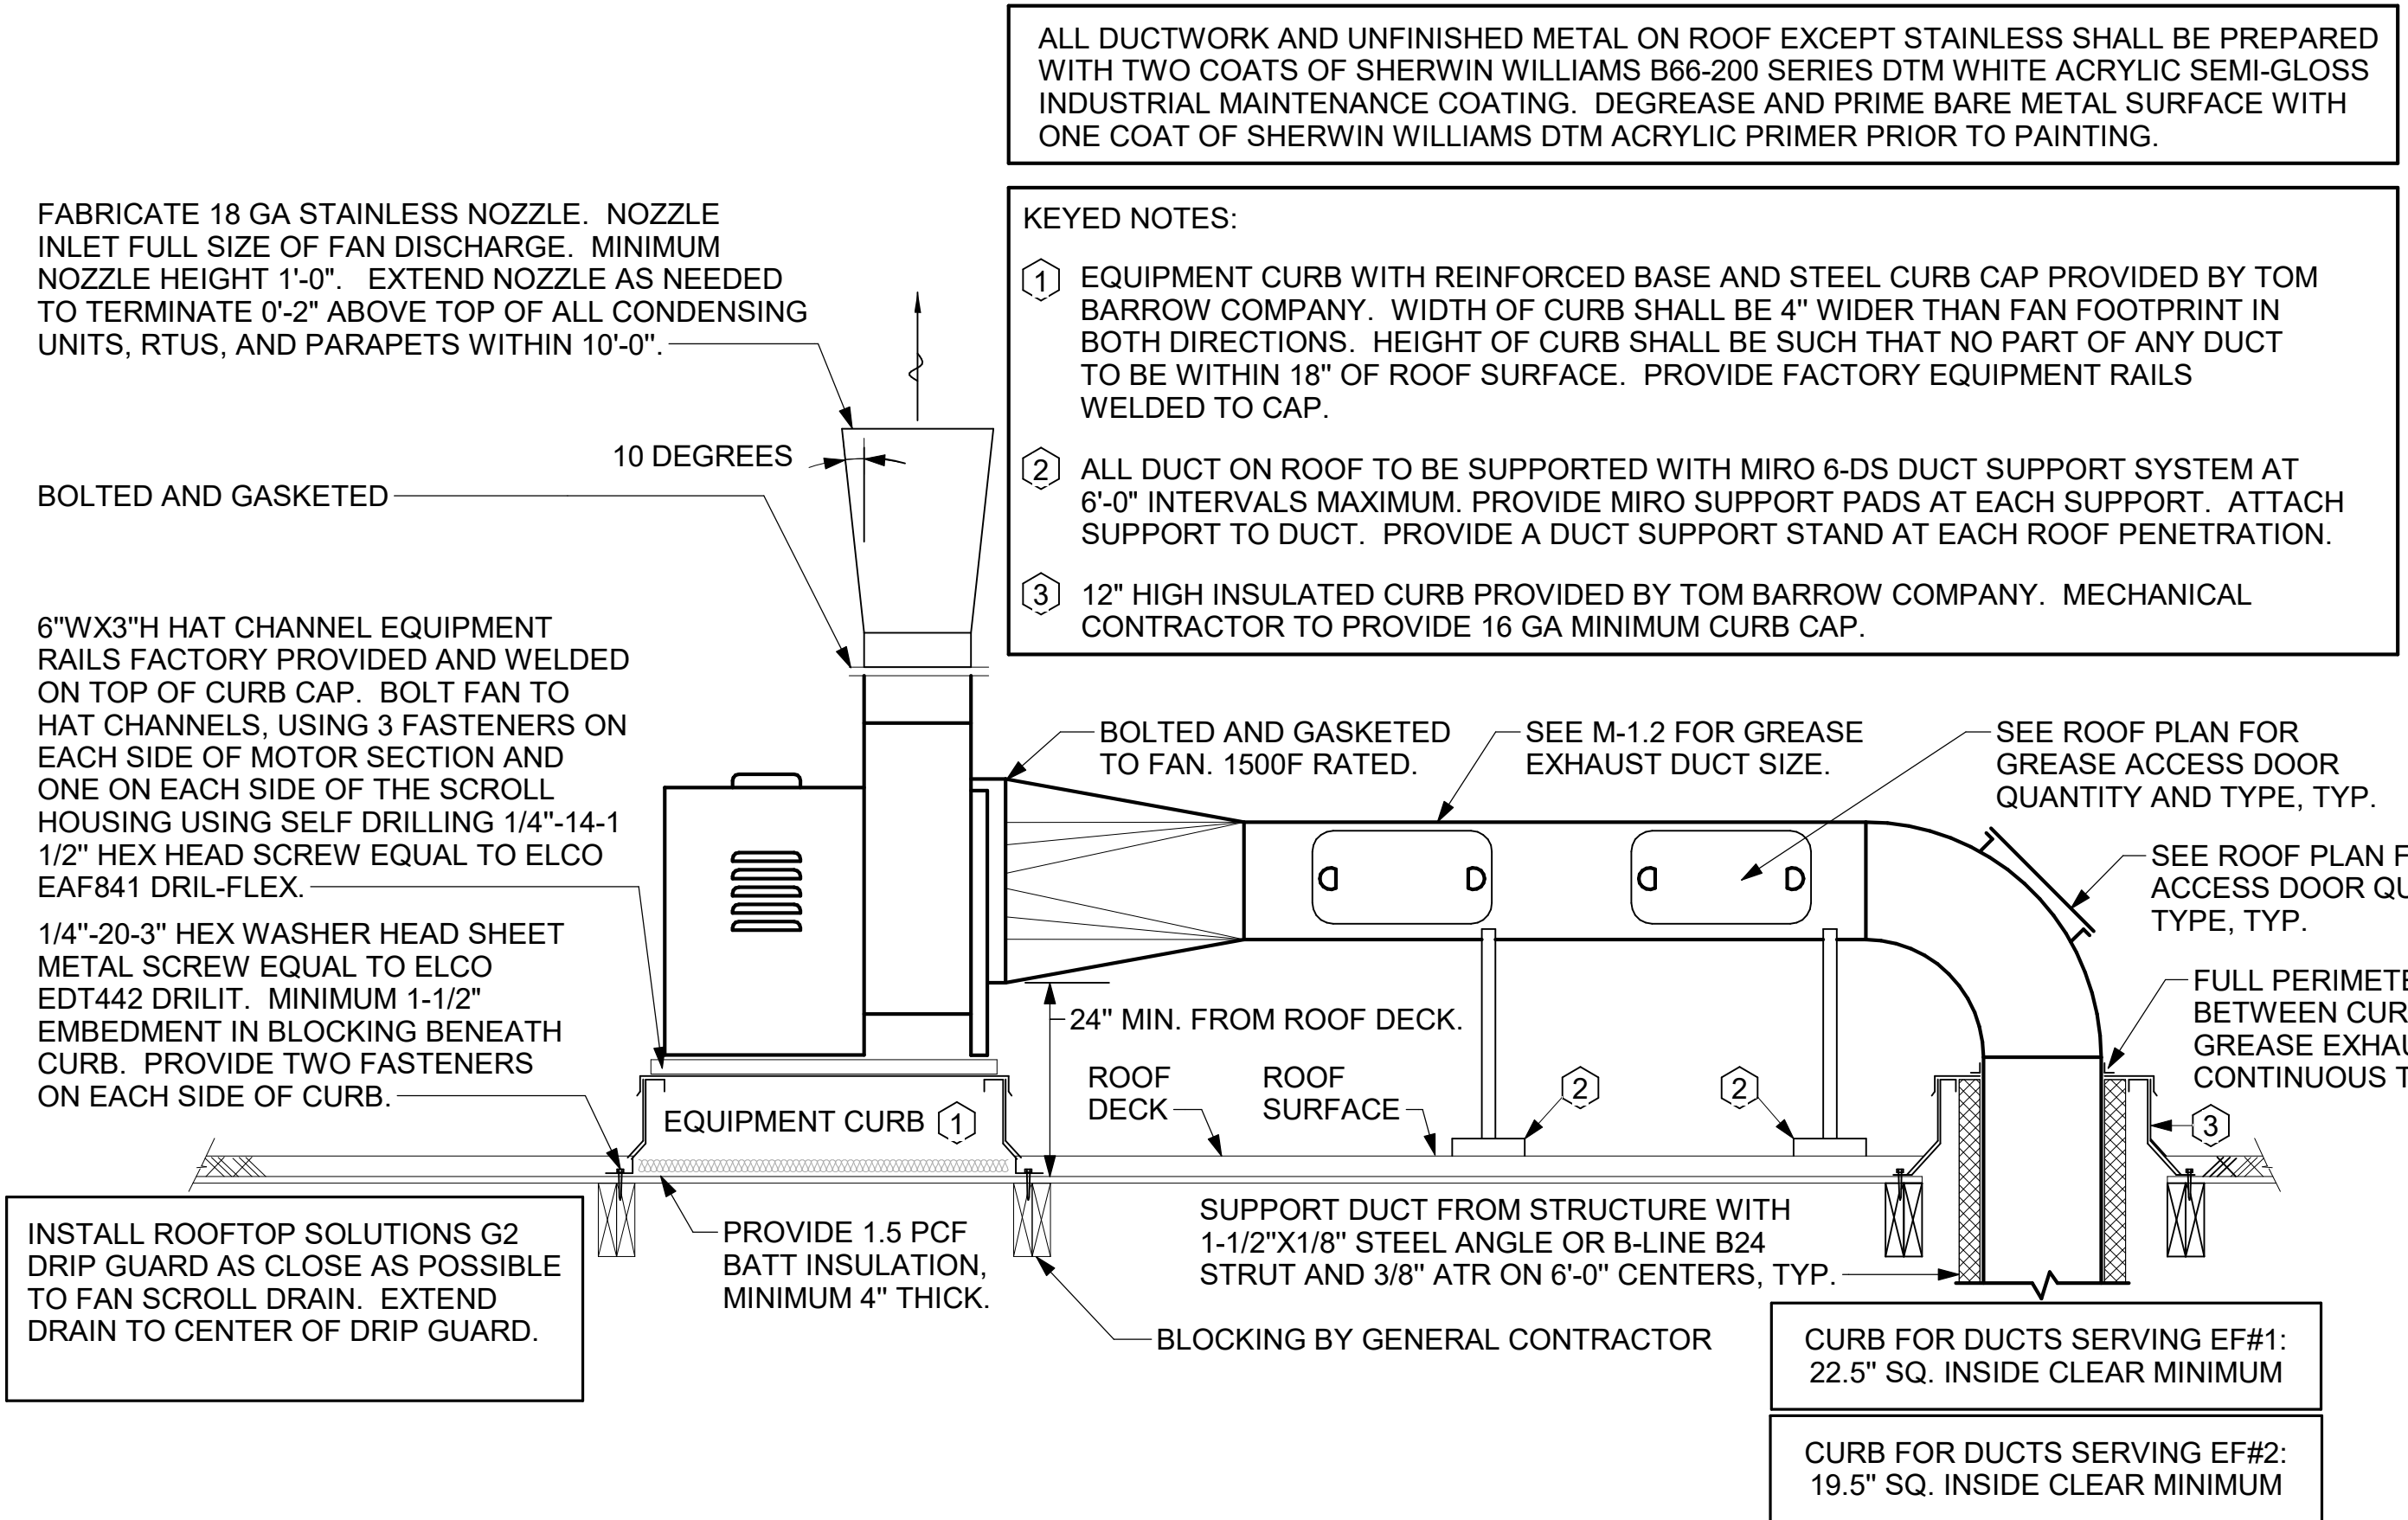 ALL DUCTWORK AND UNFINISHED METAL ON ROOF EXCEPT STAINLESS SHALL BE PREPARED
WITH TWO COATS OF SHERWIN WILLIAMS B66-200 SERIES DTM WHITE ACRYLIC SEMI-GLOSS
INDUSTRIAL MAINTENANCE COATING. DEGREASE AND PRIME BARE METAL SURFACE WITH
ONE COAT OF SHERWIN WILLIAMS DTM ACRYLIC PRIMER PRIOR TO PAINTING.
FABRICATE 18 GA STAINLESS NOZZLE. NOZZLE
INLET FULL SIZE OF FAN DISCHARGE. MINIMUM
NOZZLE HEIGHT 1'-0". EXTEND NOZZLE AS NEEDED
TO TERMINATE 0'-2" ABOVE TOP OF ALL CONDENSING
UNITS, RTUS, AND PARAPETS WITHIN 10'-0".
10 DEGREES
BOLTED AND GASKETED
KEYED NOTES:
1 EQUIPMENT CURB WITH REINFORCED BASE AND STEEL CURB CAP PROVIDED BY TOM
BARROW COMPANY. WIDTH OF CURB SHALL BE 4" WIDER THAN FAN FOOTPRINT IN
BOTH DIRECTIONS. HEIGHT OF CURB SHALL BE SUCH THAT NO PART OF ANY DUCT
TO BE WITHIN 18" OF ROOF SURFACE. PROVIDE FACTORY EQUIPMENT RAILS
WELDED TO CAP.
2 ALL DUCT ON ROOF TO BE SUPPORTED WITH MIRO 6-DS DUCT SUPPORT SYSTEM AT
6'-0" INTERVALS MAXIMUM. PROVIDE MIRO SUPPORT PADS AT EACH SUPPORT. ATTACH
SUPPORT TO DUCT. PROVIDE A DUCT SUPPORT STAND AT EACH ROOF PENETRATION.
3 12" HIGH INSULATED CURB PROVIDED BY TOM BARROW COMPANY. MECHANICAL
CONTRACTOR TO PROVIDE 16 GA MINIMUM CURB CAP.
6"WX3"H HAT CHANNEL EQUIPMENT
RAILS FACTORY PROVIDED AND WELDED
ON TOP OF CURB CAP. BOLT FAN TO
HAT CHANNELS, USING 3 FASTENERS ON
EACH SIDE OF MOTOR SECTION AND
ONE ON EACH SIDE OF THE SCROLL
HOUSING USING SELF DRILLING 1/4"-14-1
1/2" HEX HEAD SCREW EQUAL TO ELCO
EAF841 DRIL-FLEX.
1/4"-20-3" HEX WASHER HEAD SHEET
METAL SCREW EQUAL TO ELCO
EDT442 DRILIT. MINIMUM 1-1/2"
EMBEDMENT IN BLOCKING BENEATH
CURB. PROVIDE TWO FASTENERS
ON EACH SIDE OF CURB.
BOLTED AND GASKETED
TO FAN. 1500F RATED.
SEE M-1.2 FOR GREASE
EXHAUST DUCT SIZE.
SEE ROOF PLAN FOR
GREASE ACCESS DOOR
QUANTITY AND TYPE, TYP.
SEE ROOF PLAN F
ACCESS DOOR QU
TYPE, TYP.
FULL PERIMETE
BETWEEN CUR
GREASE EXHAU
CONTINUOUS T
24" MIN. FROM ROOF DECK.
ROOF
DECK
ROOF
SURFACE
2
2
3
EQUIPMENT CURB 1
INSTALL ROOFTOP SOLUTIONS G2
DRIP GUARD AS CLOSE AS POSSIBLE
TO FAN SCROLL DRAIN. EXTEND
DRAIN TO CENTER OF DRIP GUARD.
PROVIDE 1.5 PCF
BATT INSULATION,
MINIMUM 4" THICK.
SUPPORT DUCT FROM STRUCTURE WITH
1-1/2"X1/8" STEEL ANGLE OR B-LINE B24
STRUT AND 3/8" ATR ON 6'-0" CENTERS, TYP.
BLOCKING BY GENERAL CONTRACTOR
CURB FOR DUCTS SERVING EF#1:
22.5" SQ. INSIDE CLEAR MINIMUM
CURB FOR DUCTS SERVING EF#2:
19.5" SQ. INSIDE CLEAR MINIMUM